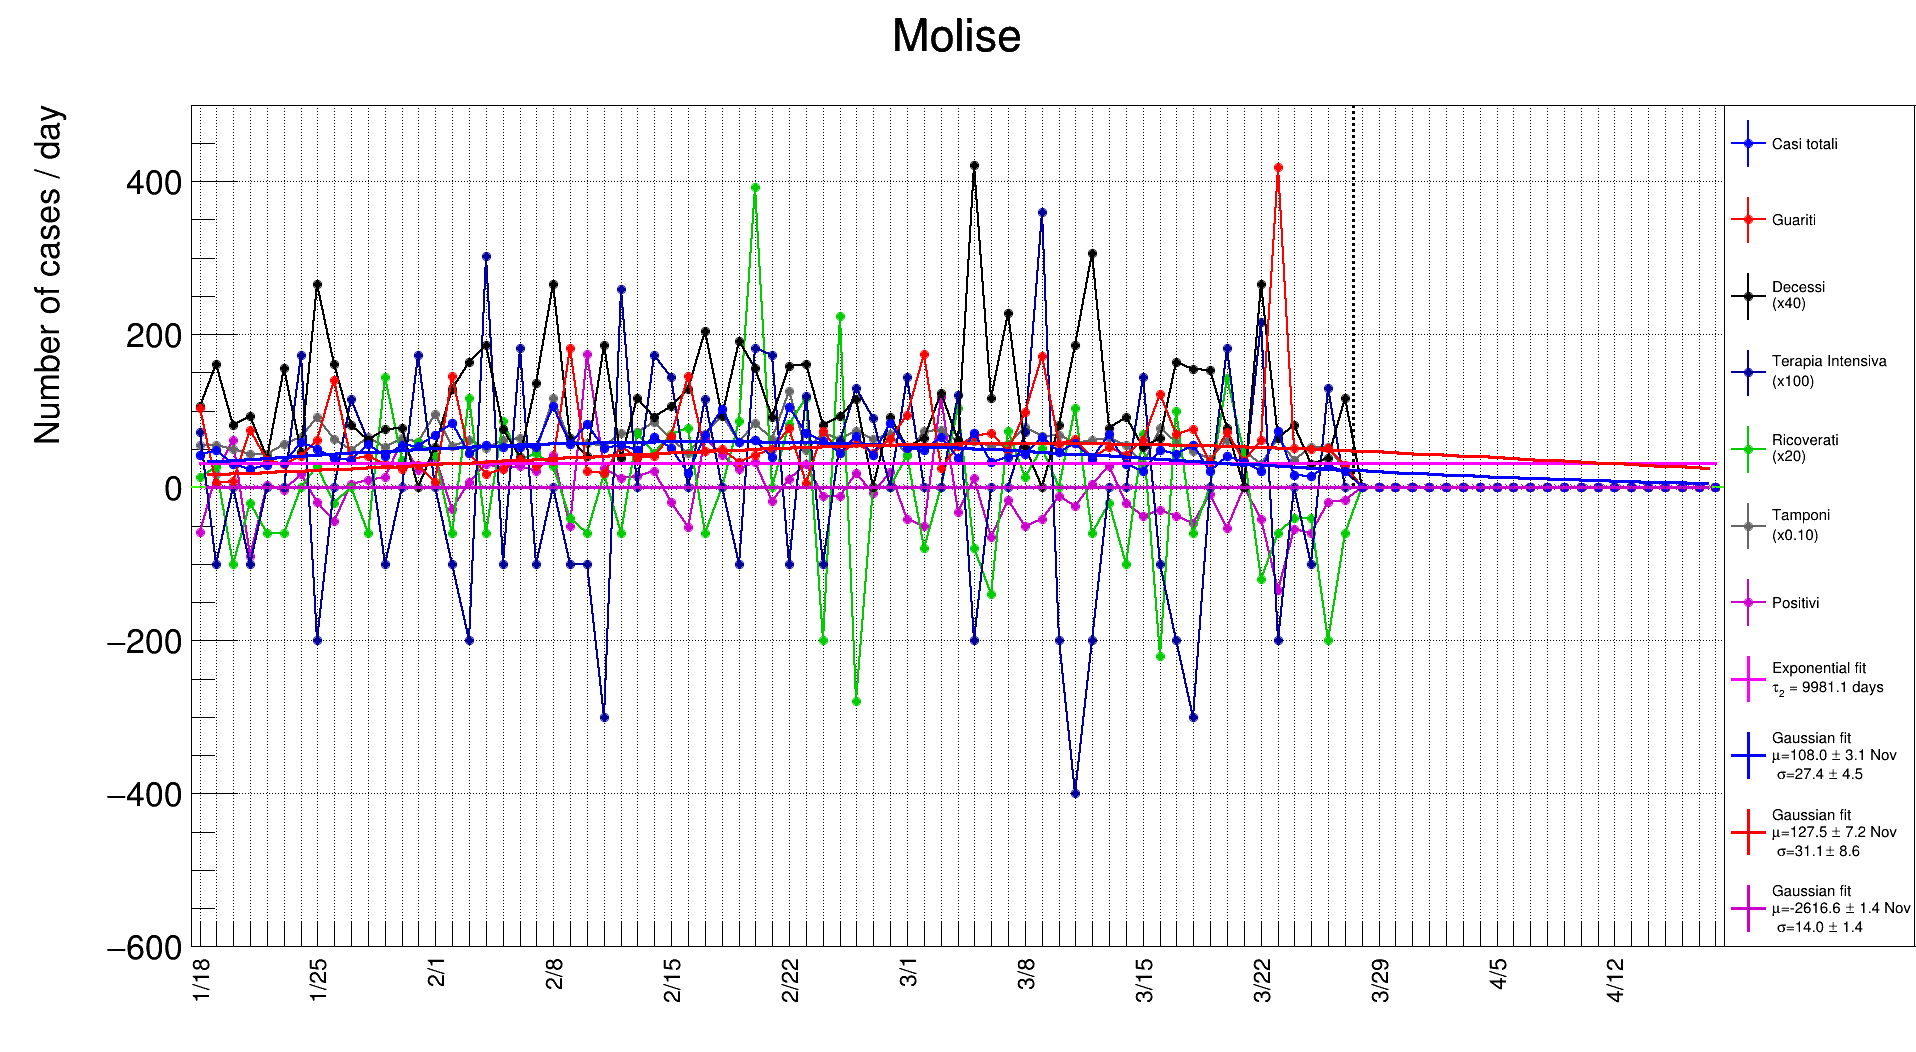 Molise
Number of cases / day
400
200
0
−200
−400
−600
1/18
1/25
2/1
2/8
2/15
2/22
3/1
3/8
3/15
3/22
3/29
4/5
4/12
Casi totali
Guariti
Decessi
(x40)
Terapia Intensiva
(x100)
Ricoverati
(x20)
Tamponi
(x0.10)
Positivi
Exponential fit
τ2 = 9981.1 days
Gaussian fit
μ=108.0 ± 3.1 Nov
σ=27.4 ± 4.5
Gaussian fit
μ=127.5 ± 7.2 Nov
σ=31.1 ± 8.6
Gaussian fit
μ=-2616.6 ± 1.4 Nov
σ=14.0 ± 1.4